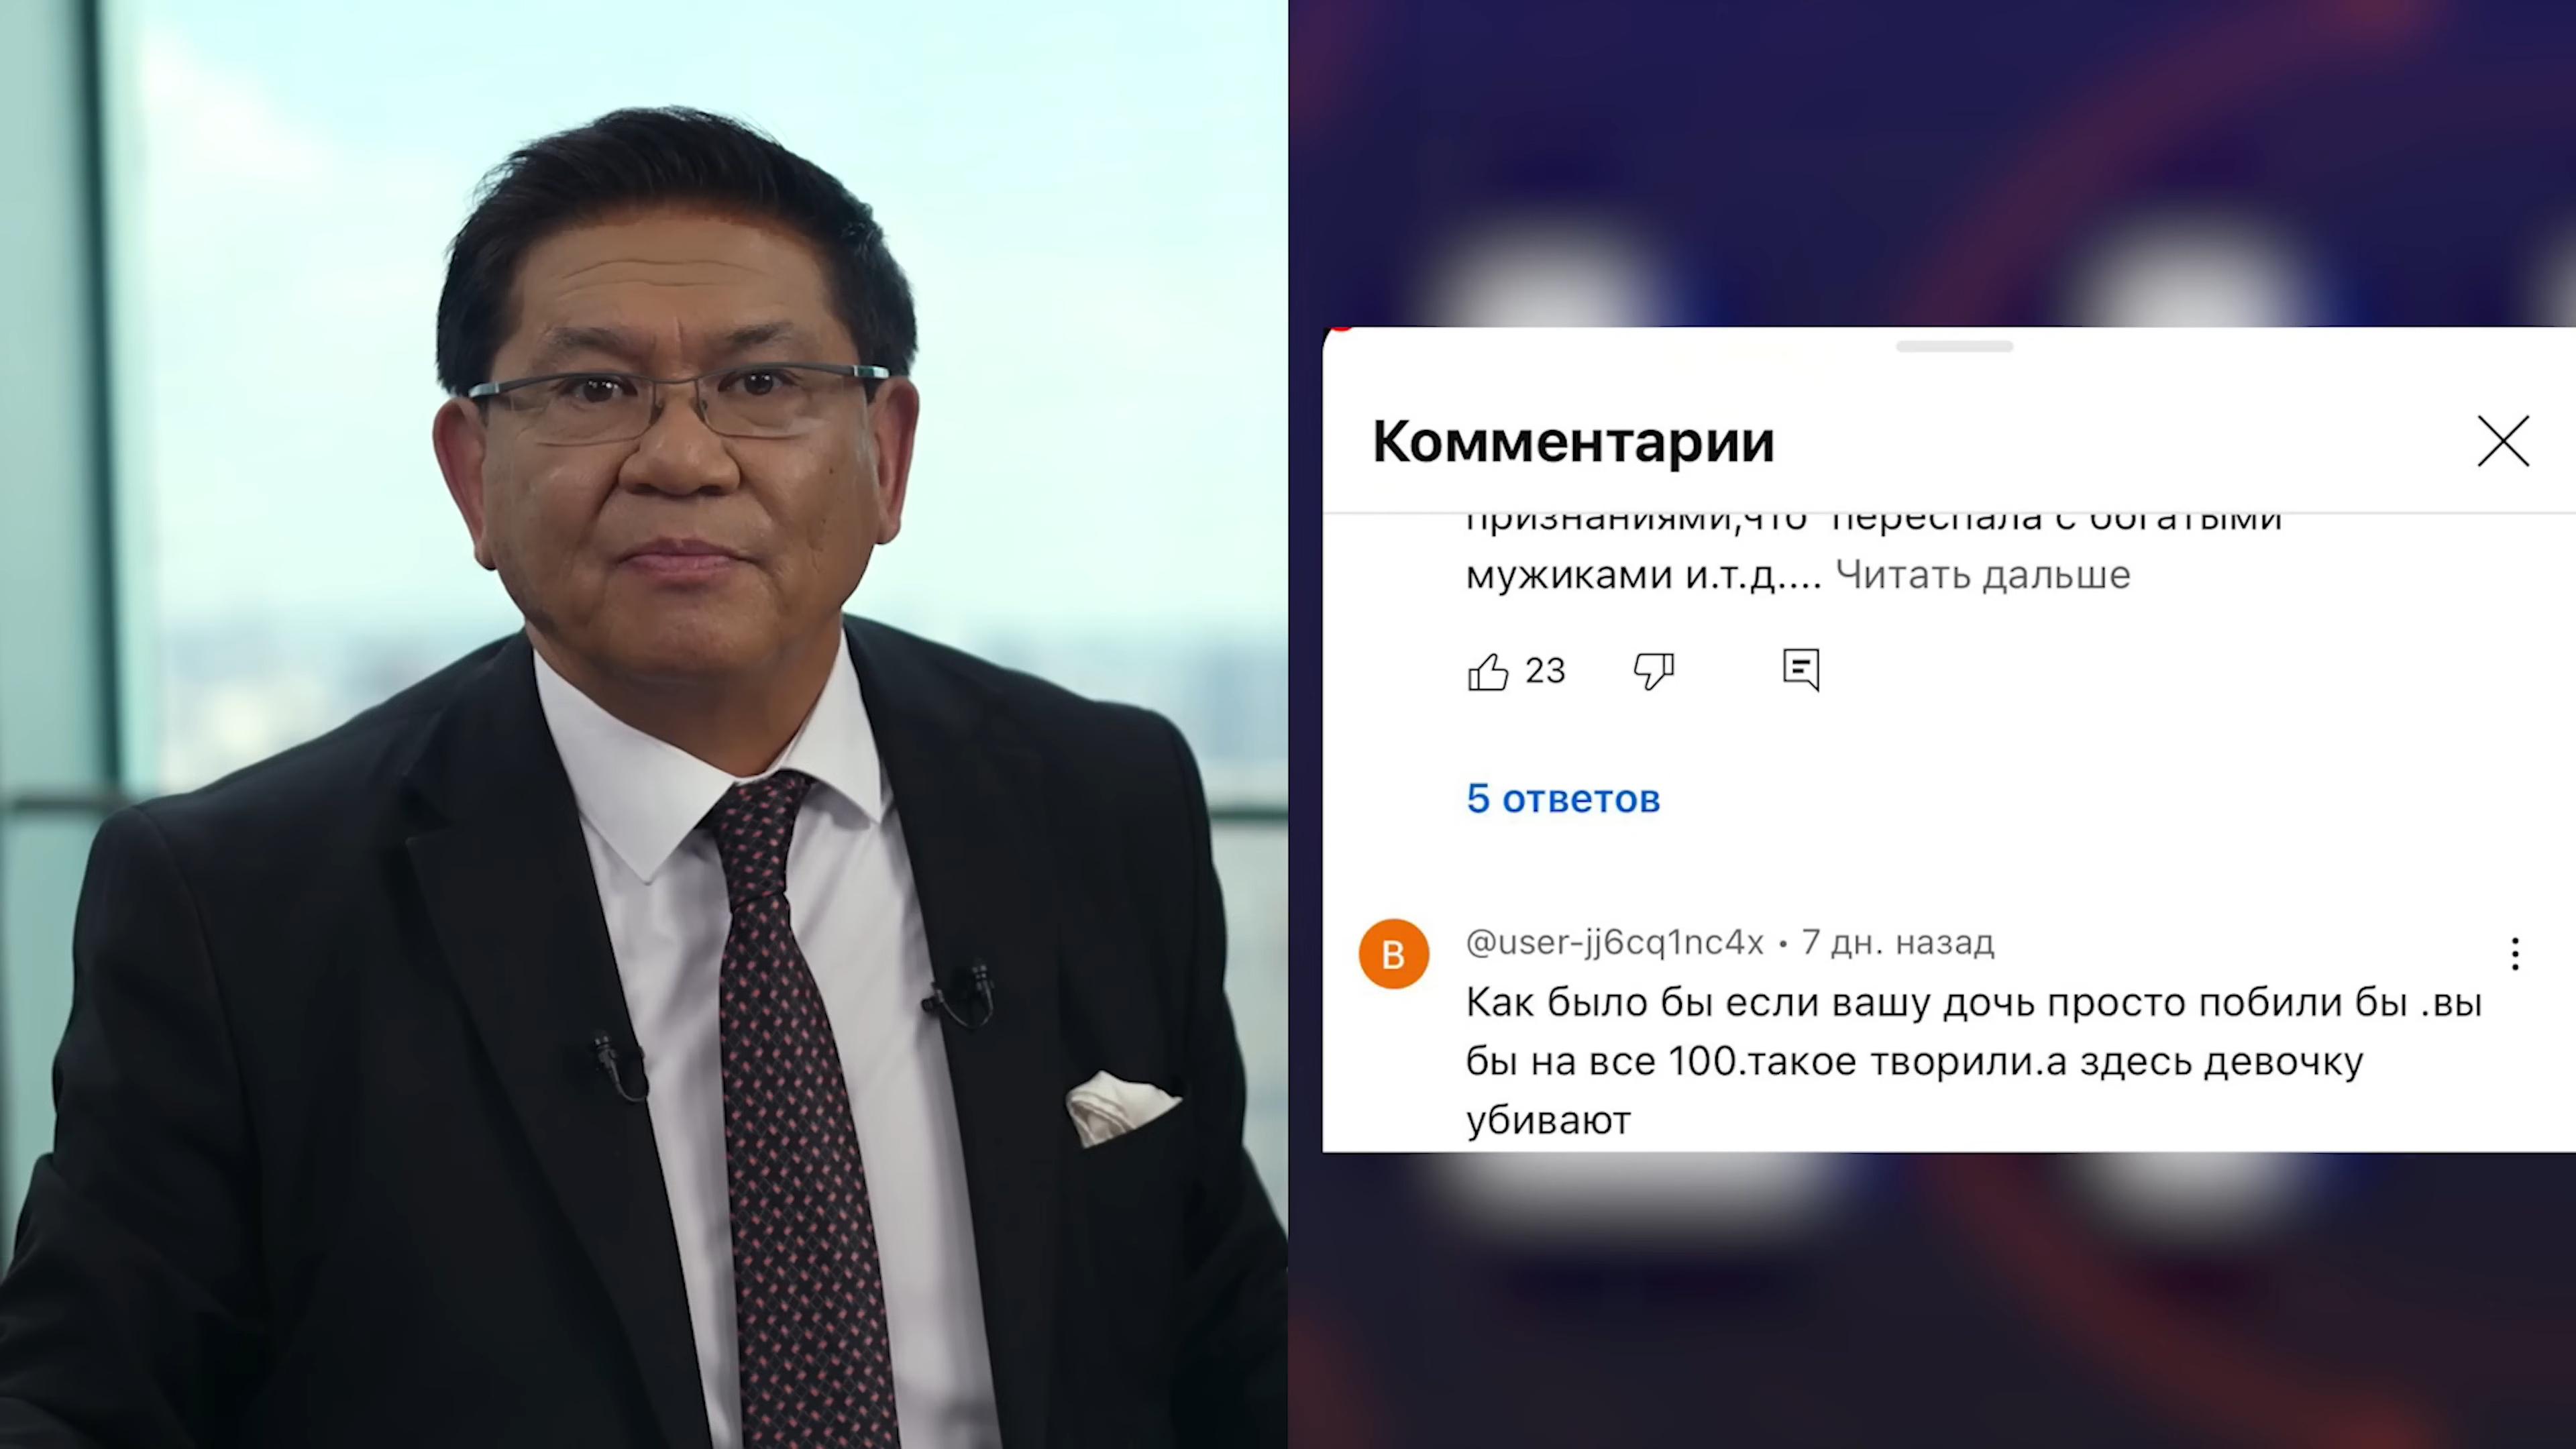 Комментарии
признаниями,что переспала с богатыми
мужиками и.т.д.... Читать дальше
23
5 ответов
В
@user-jj6cq1nc4x • 7 дн. назад
Как было бы если вашу дочь просто побили бы .вы
бы на все 100.такое творили.а здесь девочку
убивают